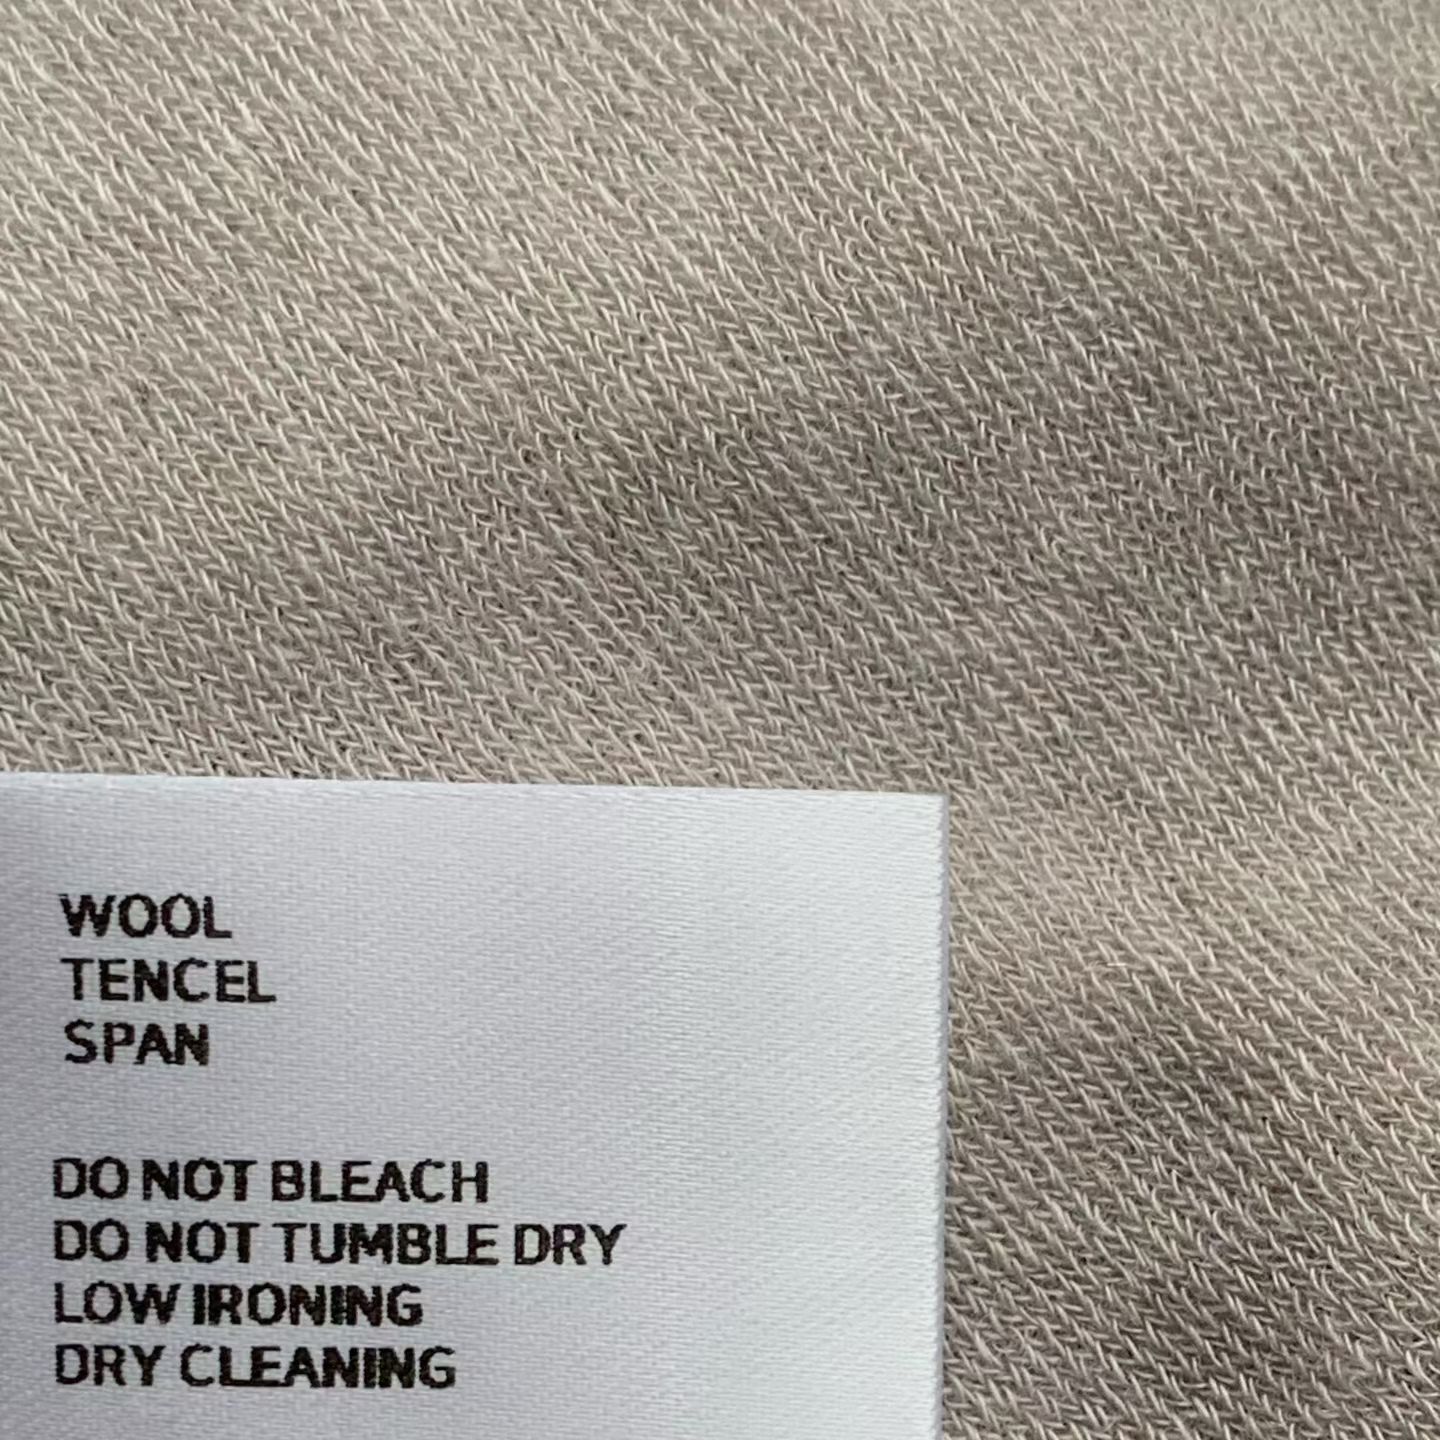 WOOL
TENCEL
SPAN
DO NOT BLEACH
DO NOT TUMBLE DRY
LOW IRONING
DRY CLEANING